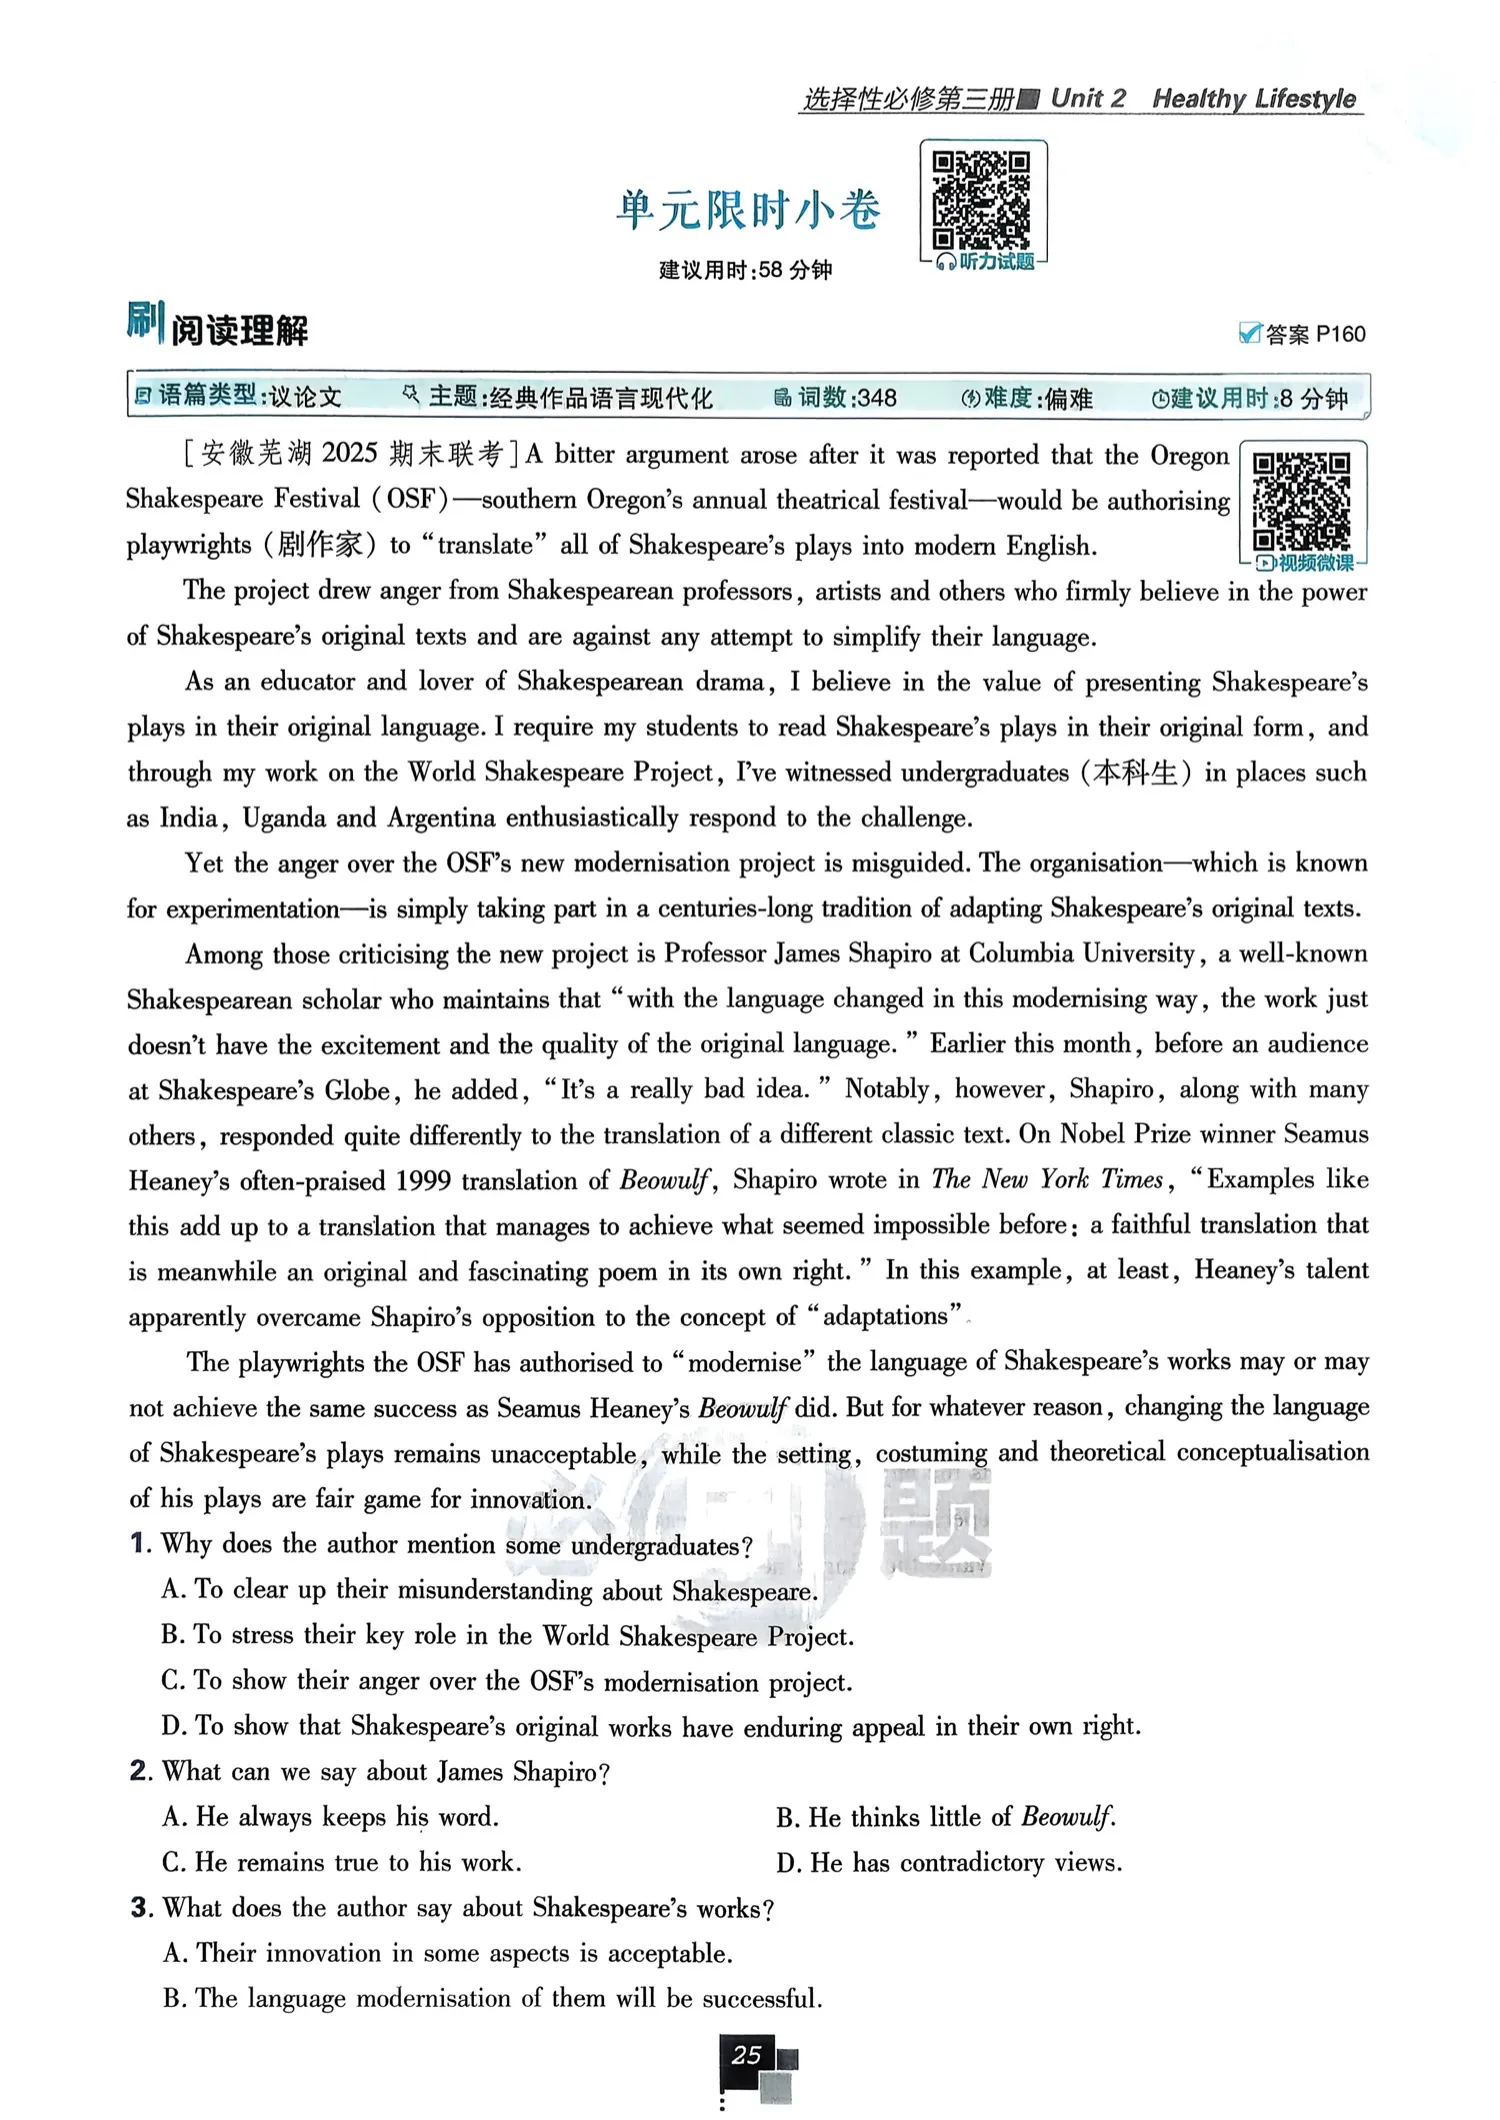 选择性必修第三册 Unit 2 Healthy Lifestyle
单元限时小卷
听力试题
建议用时:58 分钟
刷 阅读理解
答案 P160
语篇类型:议论文 主题:经典作品语言现代化 词数:348 难度:偏难 建议用时:8 分钟
[安徽芜湖 2025 期末联考]A bitter argument arose after it was reported that the Oregon
Shakespeare Festival (OSF)—southern Oregon's annual theatrical festival—would be authorising
playwrights (剧作家) to “translate” all of Shakespeare's plays into modern English.
视频微课
The project drew anger from Shakespearean professors, artists and others who firmly believe in the power
of Shakespeare's original texts and are against any attempt to simplify their language.
As an educator and lover of Shakespearean drama, I believe in the value of presenting Shakespeare's
plays in their original language. I require my students to read Shakespeare's plays in their original form, and
through my work on the World Shakespeare Project, I've witnessed undergraduates (本科生) in places such
as India, Uganda and Argentina enthusiastically respond to the challenge.
Yet the anger over the OSF's new modernisation project is misguided. The organisation—which is known
for experimentation—is simply taking part in a centuries-long tradition of adapting Shakespeare's original texts.
Among those criticising the new project is Professor James Shapiro at Columbia University, a well-known
Shakespearean scholar who maintains that “with the language changed in this modernising way, the work just
doesn't have the excitement and the quality of the original language. ” Earlier this month, before an audience
at Shakespeare's Globe, he added, “It's a really bad idea. ” Notably, however, Shapiro, along with many
others, responded quite differently to the translation of a different classic text. On Nobel Prize winner Seamus
Heaney's often-praised 1999 translation of Beowulf, Shapiro wrote in The New York Times, “Examples like
this add up to a translation that manages to achieve what seemed impossible before: a faithful translation that
is meanwhile an original and fascinating poem in its own right. ” In this example, at least, Heaney's talent
apparently overcame Shapiro's opposition to the concept of “adaptations”.
The playwrights the OSF has authorised to “modernise” the language of Shakespeare's works may or may
not achieve the same success as Seamus Heaney's Beowulf did. But for whatever reason, changing the language
of Shakespeare's plays remains unacceptable, while the setting, costuming and theoretical conceptualisation
of his plays are fair game for innovation.
1. Why does the author mention some undergraduates?
A. To clear up their misunderstanding about Shakespeare.
B. To stress their key role in the World Shakespeare Project.
C. To show their anger over the OSF's modernisation project.
D. To show that Shakespeare's original works have enduring appeal in their own right.
2. What can we say about James Shapiro?
A. He always keeps his word. B. He thinks little of Beowulf.
C. He remains true to his work. D. He has contradictory views.
3. What does the author say about Shakespeare's works?
A. Their innovation in some aspects is acceptable.
B. The language modernisation of them will be successful.
25